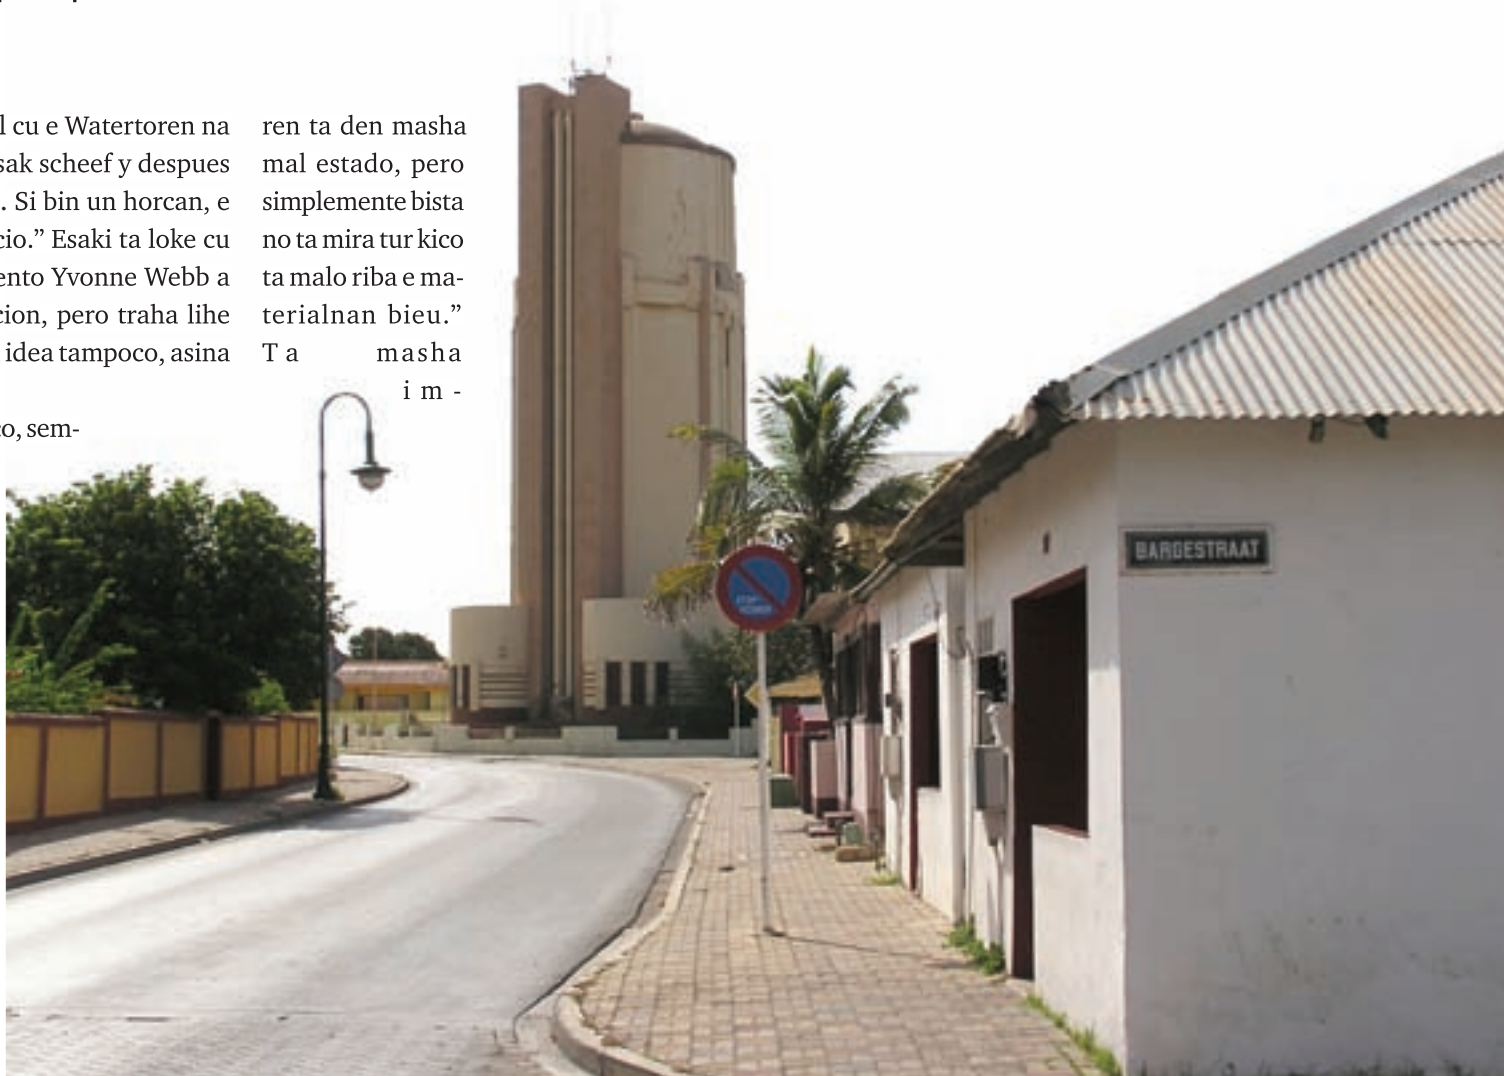 l cu e Watertoren na
sak scheef y despues
. Si bin un horcan, e
cio.” Esaki ta loke cu
ento Yvonne Webb a
cion, pero traha lihe
idea tampoco, asina
co, sem-
ren ta den masha
mal estado, pero
simplemente bista
no ta mira tur kico
ta malo riba e ma-
terialnan bieu.”
Ta masha
im-
BARGESTRAAT